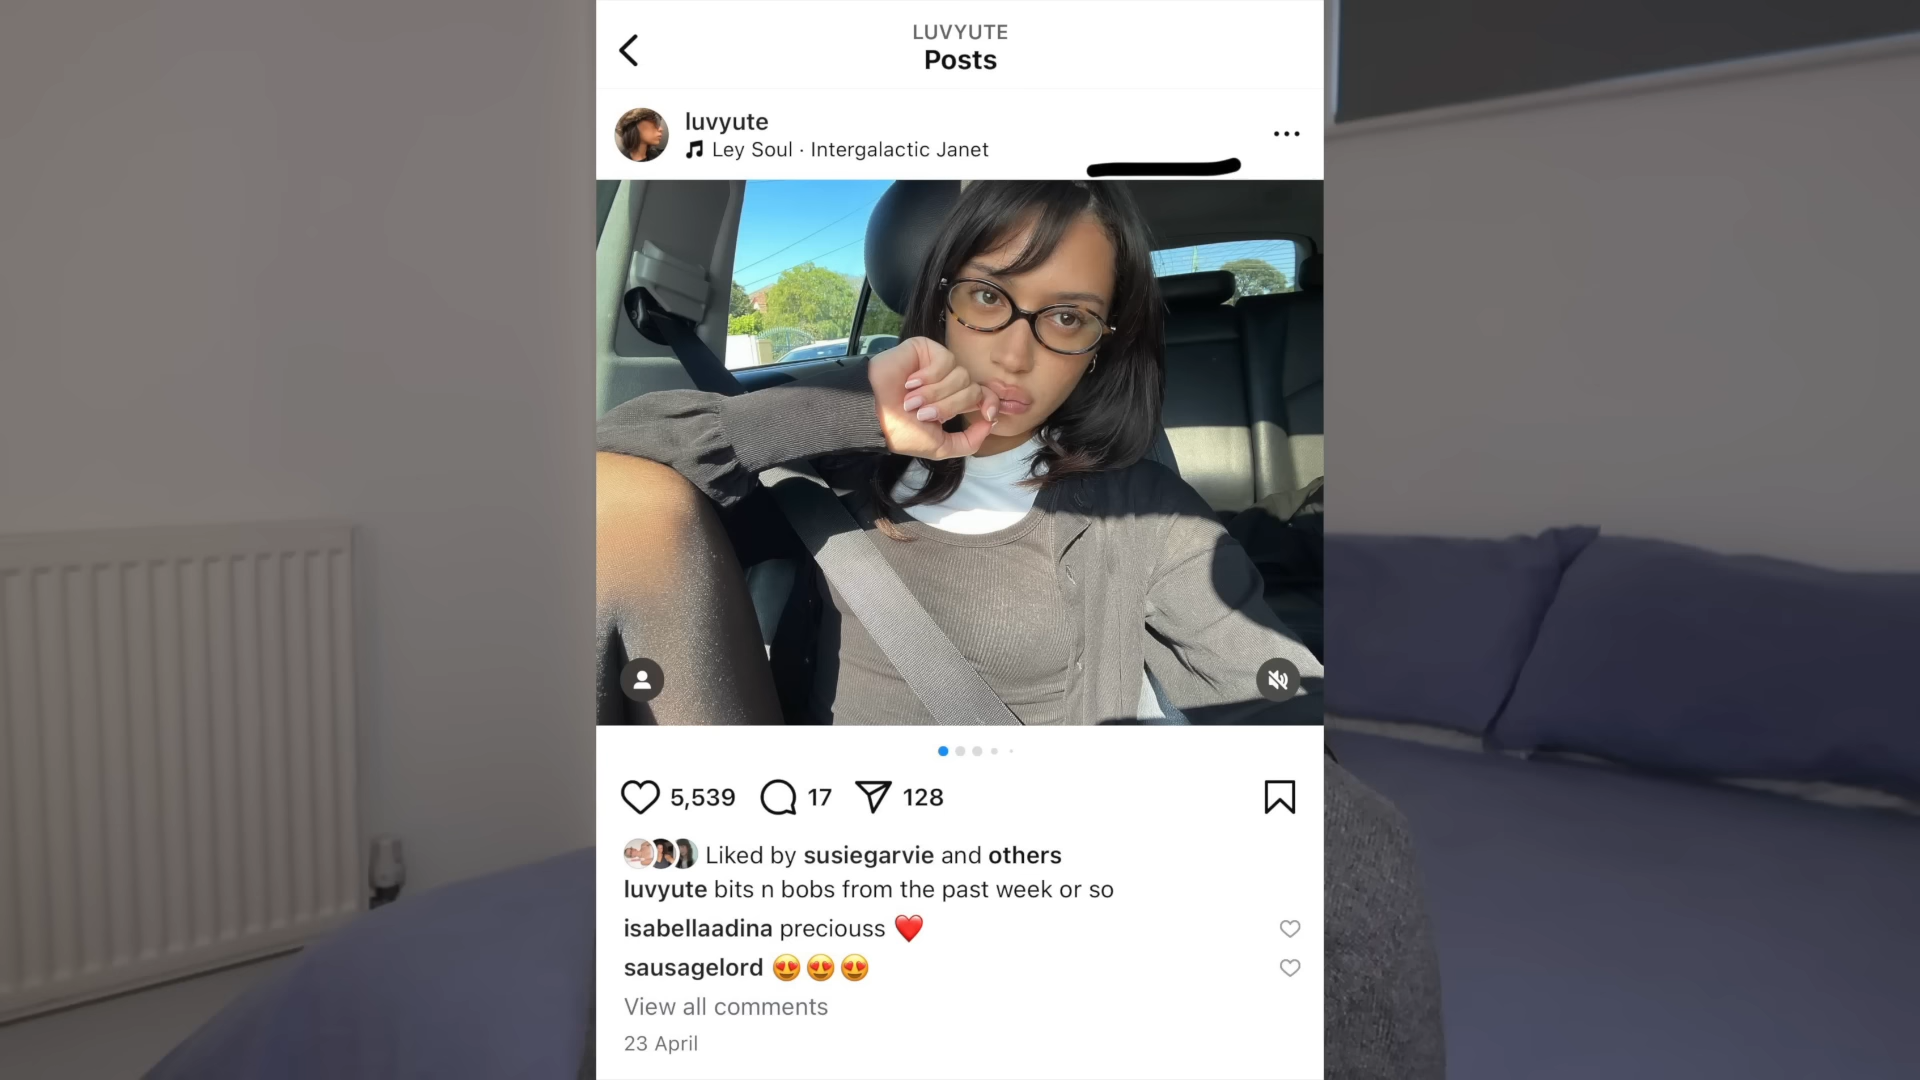 LUVYUTE
Posts
luvyute
Ley Soul · Intergalactic Janet
5,539 17 128
Liked by susiegarvie and others
luvyute bits n bobs from the past week or so
isabellaadina preciouss ❤️
sausagelord 😍😍😍
View all comments
23 April